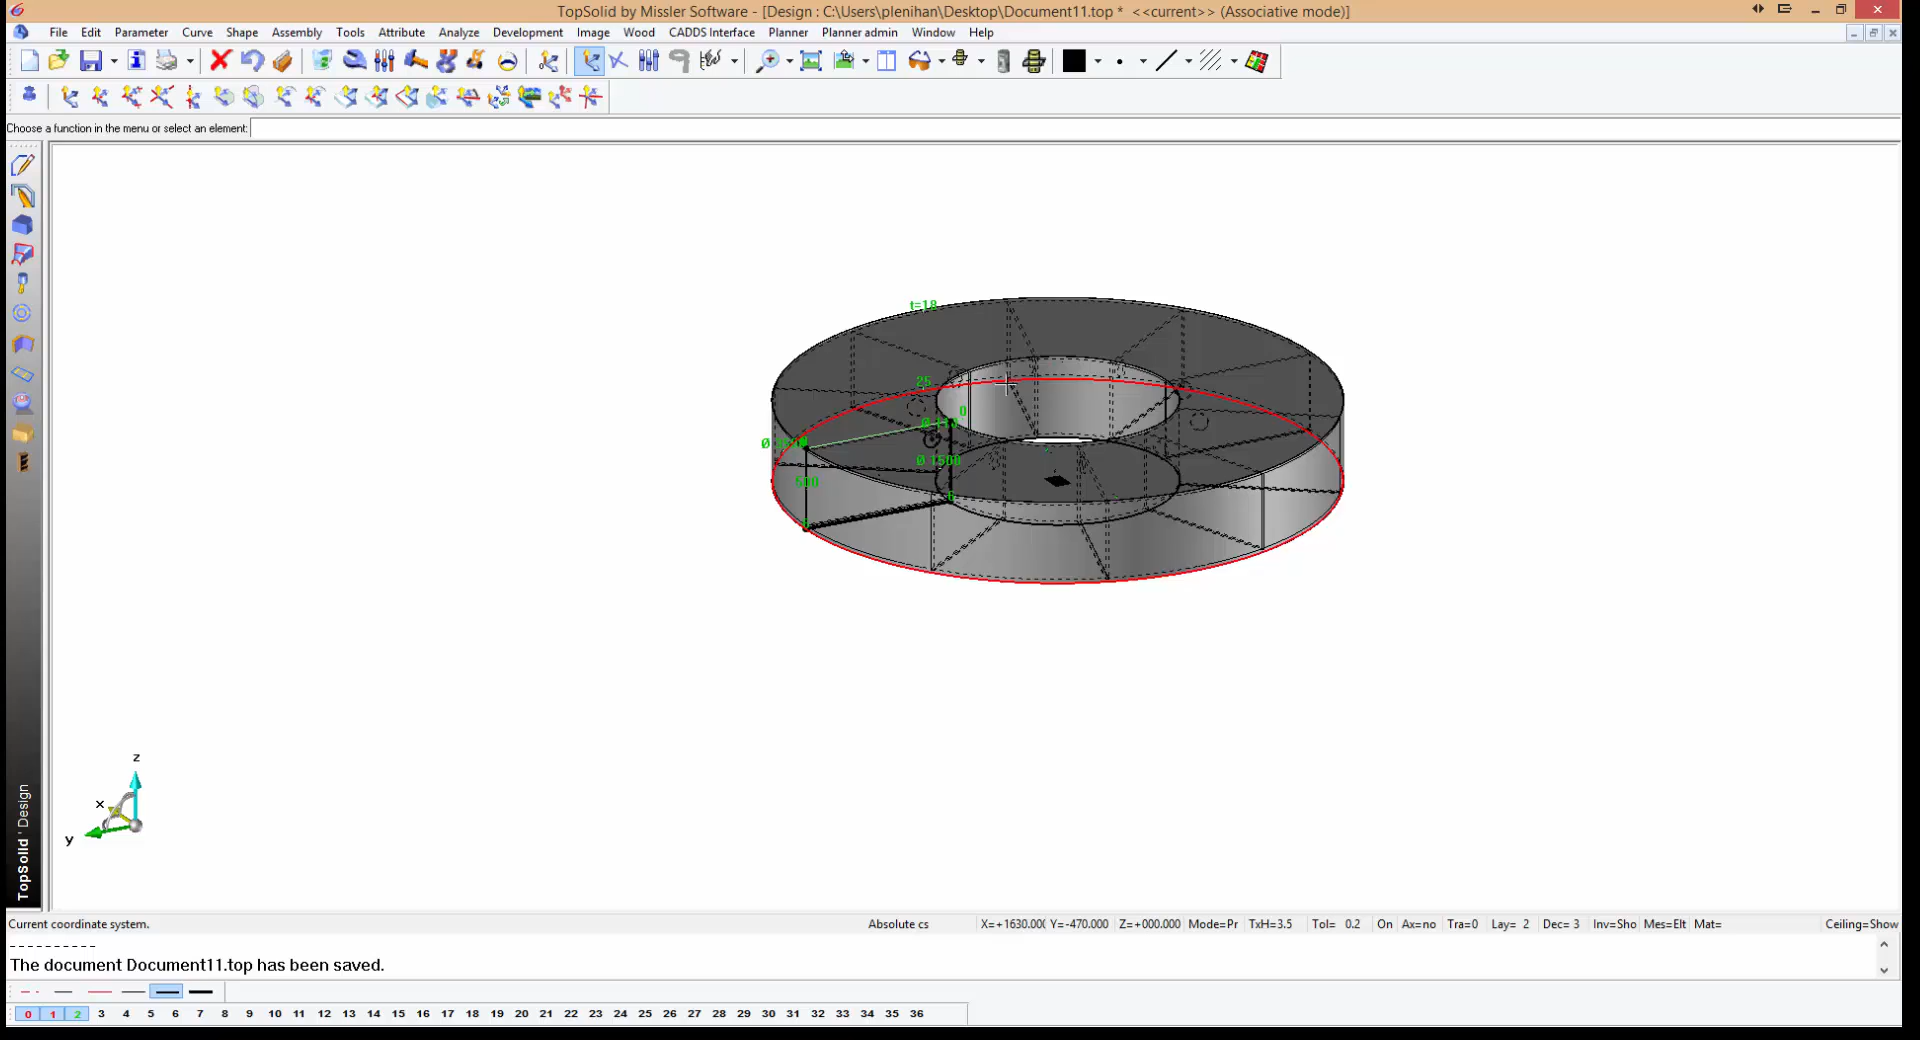 TopSolid by Missler Software - [Design : C:\Users\plenihan\Desktop\Document11.top *  <<current>> (Associative mode)]
File Edit Parameter Curve Shape Assembly Tools Attribute Analyze Development Image Wood CADDS Interface Planner Planner admin Window Help
Choose a function in the menu or select an element:
t=18
25
0
Ø 1500
500
z
x
y
TopSolid ' Design
Current coordinate system. Absolute cs X=+1630.00 Y=-470.000 Z=+000.000 Mode=Pr TxH=3.5 Tol= 0.2 On Ax=no Tra=0 Lay= 2 Dec= 3 Inv=Sho Mes=Elt Mat= Ceiling=Show
----------
The document Document11.top has been saved.
0 1 2 3 4 5 6 7 8 9 10 11 12 13 14 15 16 17 18 19 20 21 22 23 24 25 26 27 28 29 30 31 32 33 34 35 36